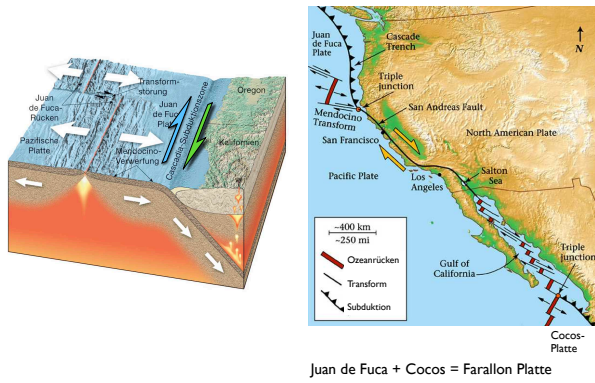 Transform-
störung
Juan
de Fuca-
Rücken
Juan
de Fuca
Platte
Pazifische
Platte
Mendocino-
Verwerfung
Cascadia Subduktionszone
Oregon
Kalifornien
Juan
de Fuca
Plate
Cascade
Trench
N
Triple
junction
Mendocino
Transform
San Andreas Fault
San Francisco
North American Plate
Pacific Plate
Los
Angeles
Salton
Sea
Gulf of
California
Triple
junction
~400 km
~250 mi
Ozeanrücken
Transform
Subduktion
Cocos-
Platte
Juan de Fuca + Cocos = Farallon Platte